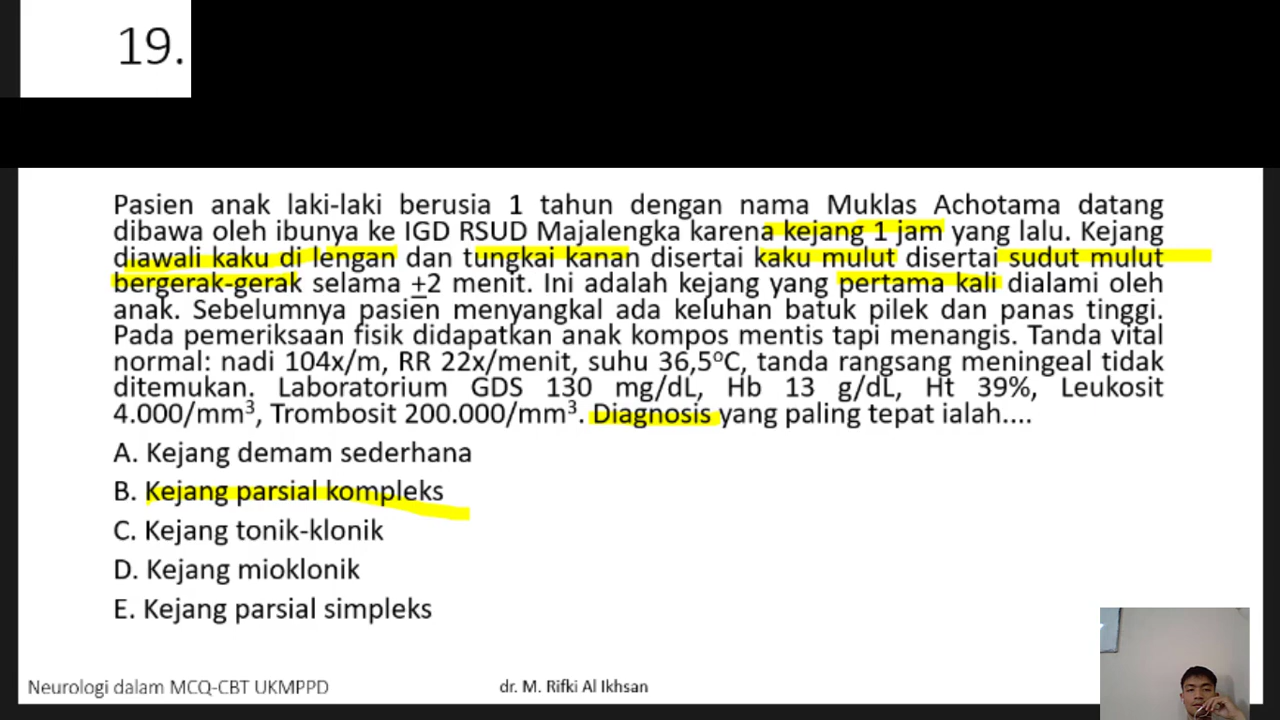 19.
Pasien anak laki-laki berusia 1 tahun dengan nama Muklas Achotama datang
dibawa oleh ibunya ke IGD RSUD Majalengka karena kejang 1 jam yang lalu. Kejang
diawali kaku di lengan dan tungkai kanan disertai kaku mulut disertai sudut mulut
bergerak-gerak selama +2 menit. Ini adalah kejang yang pertama kali dialami oleh
anak. Sebelumnya pasien menyangkal ada keluhan batuk pilek dan panas tinggi.
Pada pemeriksaan fisik didapatkan anak kompos mentis tapi menangis. Tanda vital
normal: nadi 104x/m, RR 22x/menit, suhu 36,5⁰C, tanda rangsang meningeal tidak
ditemukan. Laboratorium GDS 130 mg/dL, Hb 13 g/dL, Ht 39%, Leukosit
4.000/mm³, Trombosit 200.000/mm³. Diagnosis yang paling tepat ialah....
A. Kejang demam sederhana
B. Kejang parsial kompleks
C. Kejang tonik-klonik
D. Kejang mioklonik
E. Kejang parsial simpleks
Neurologi dalam MCQ-CBT UKMPPD
dr. M. Rifki Al Ikhsan